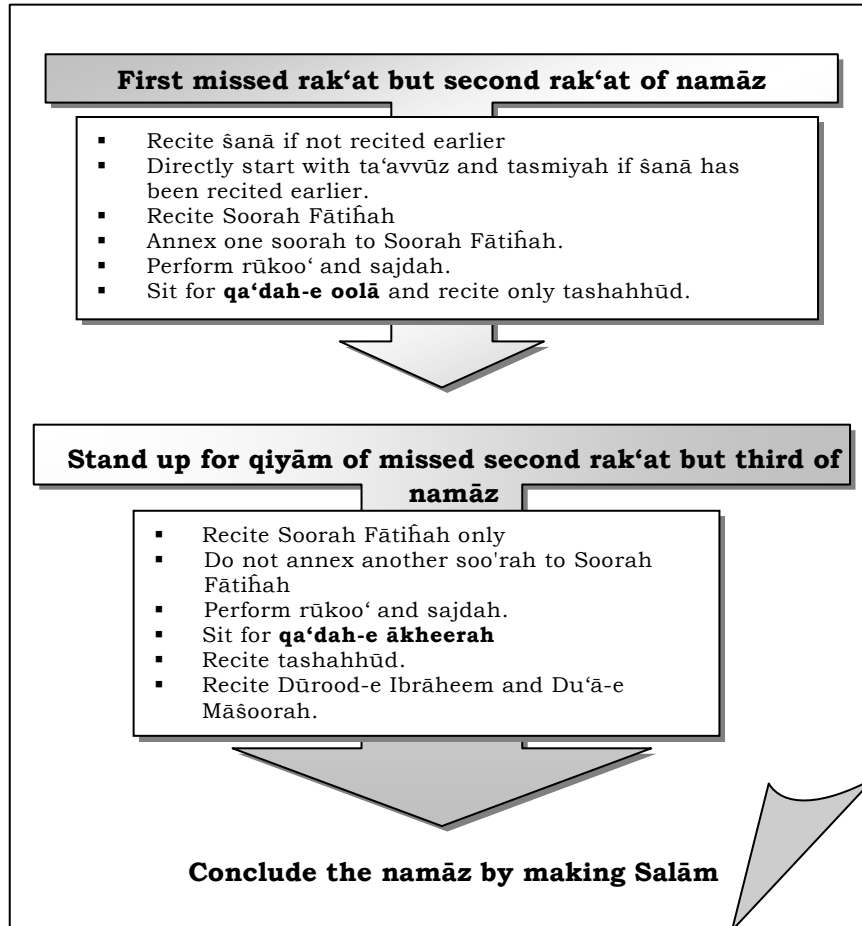 First missed rak‘at but second rak‘at of namāz
▪ Recite ŝanā if not recited earlier
▪ Directly start with ta‘avvūz and tasmiyah if ŝanā has
been recited earlier.
▪ Recite Soorah Fātiĥah
▪ Annex one soorah to Soorah Fātiĥah.
▪ Perform rūkoo‘ and sajdah.
▪ Sit for qa‘dah-e oolā and recite only tashahhūd.
Stand up for qiyām of missed second rak‘at but third of
namāz
▪ Recite Soorah Fātiĥah only
▪ Do not annex another soo'rah to Soorah
Fātiĥah
▪ Perform rūkoo‘ and sajdah.
▪ Sit for qa‘dah-e ākheerah
▪ Recite tashahhūd.
▪ Recite Dūrood-e Ibrāheem and Du‘ā-e
Māŝoorah.
Conclude the namāz by making Salām